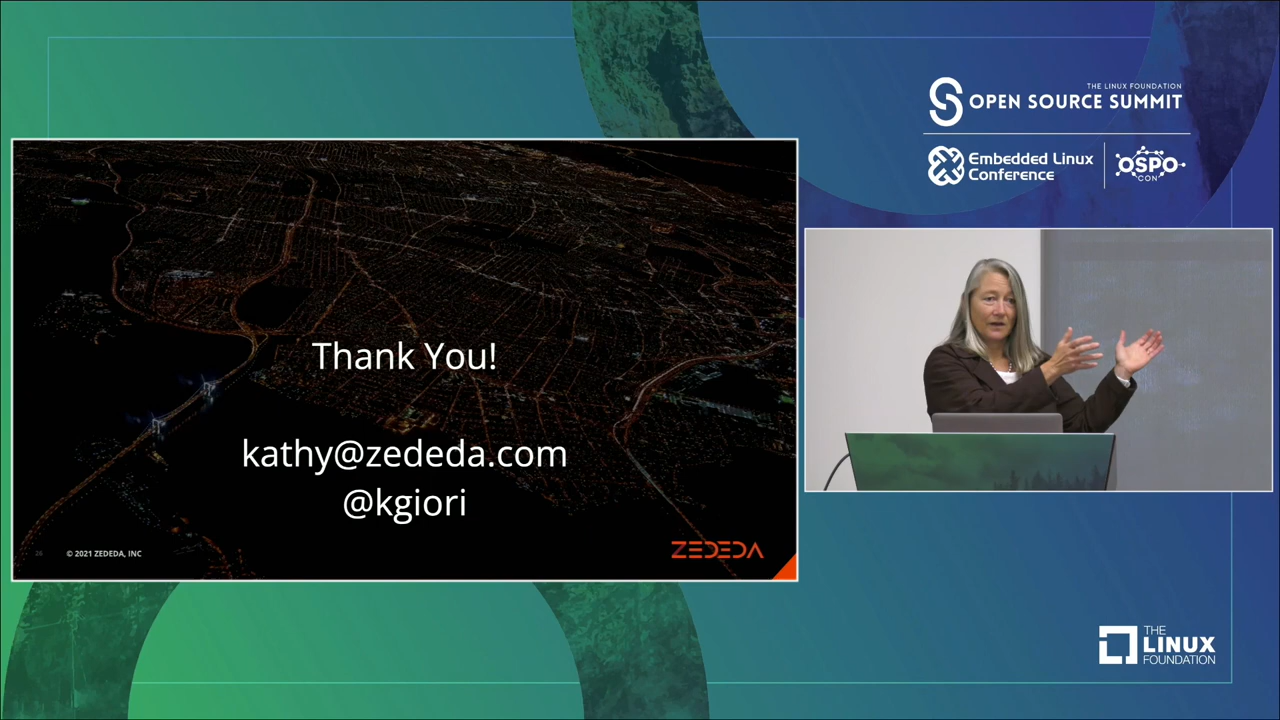 THE LINUX FOUNDATION
OPEN SOURCE SUMMIT
Embedded Linux
Conference
OSPO
CON
Thank You!
kathy@zededa.com
@kgiori
26
© 2021 ZEDEDA, INC
ZEDEDA
THE
LINUX
FOUNDATION